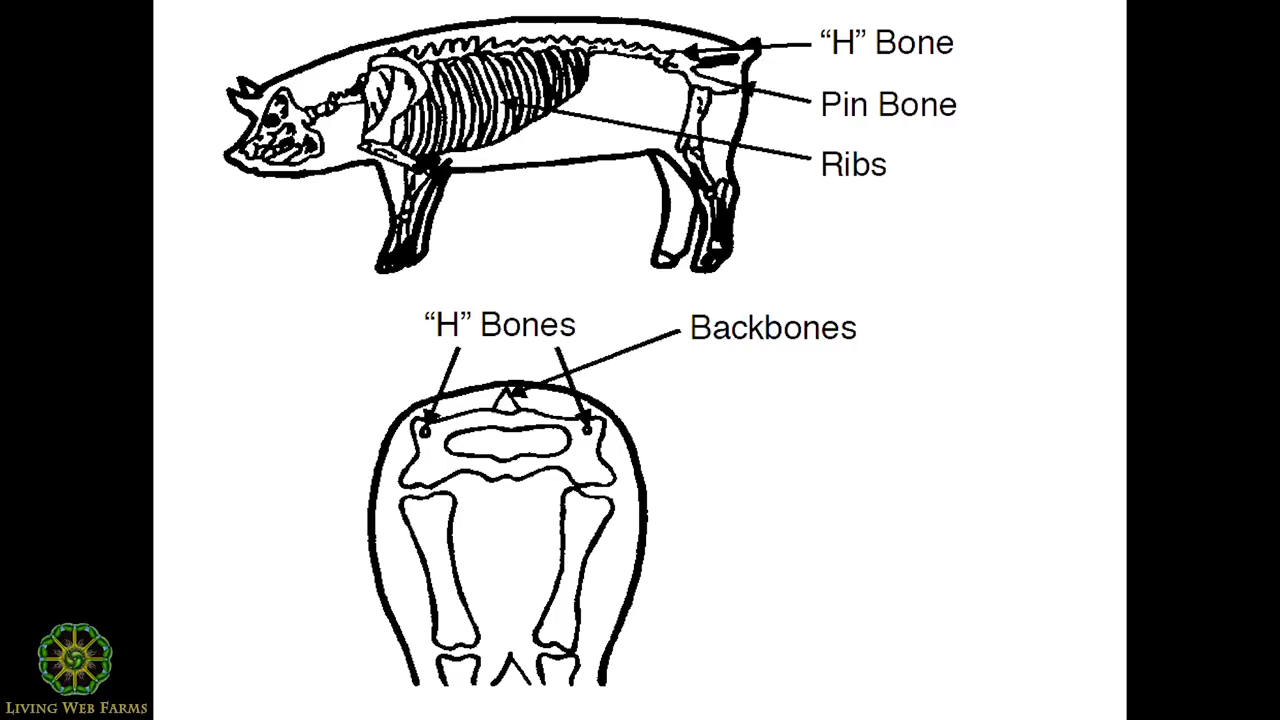 “H” Bone
Pin Bone
Ribs
“H” Bones
Backbones
LIVING WEB FARMS